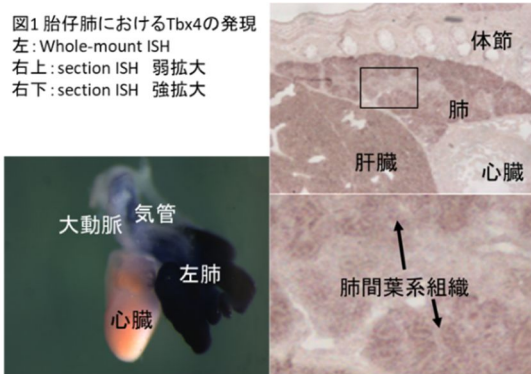 図1 胎仔肺におけるTbx4の発現
左：Whole-mount ISH
右上：section ISH　弱拡大
右下：section ISH　強拡大
体節
肺
肝臓
心臓
大動脈
気管
左肺
心臓
肺間葉系組織